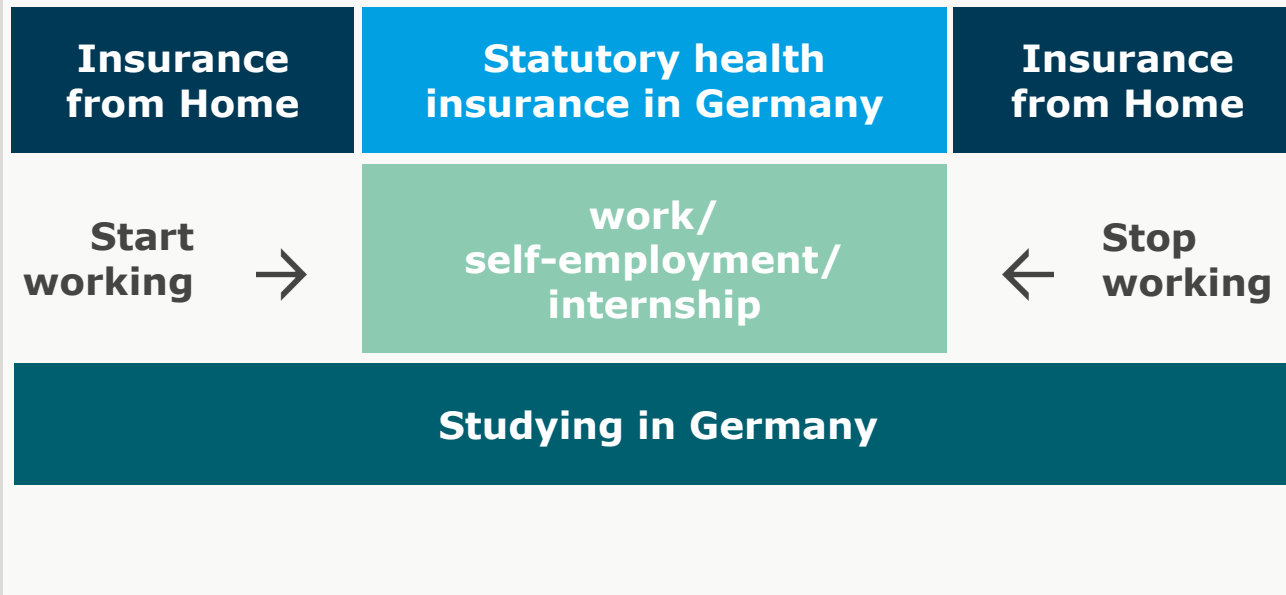 Insurance
from Home
Statutory health
insurance in Germany
Insurance
from Home
Start
working
work/
self-employment/
internship
Stop
working
Studying in Germany